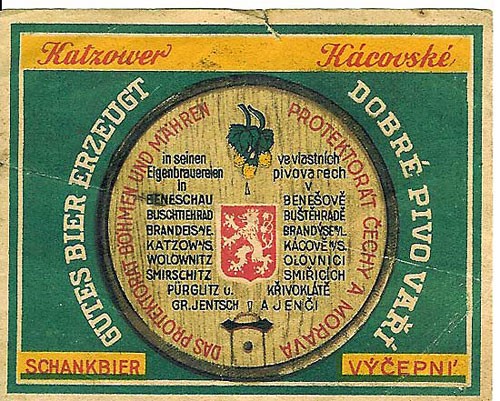 Katzower
Kácovské
GUTES BIER ERZEUGT
DOBRÉ PIVO VAŘÍ
DAS PROTEKTORAT BÖHMEN UND MÄHREN
PROTEKTORÁT ČECHY A MORAVA
in seinen
Eigenbrauereien
in
BENESCHAU
BUSCHTIEHRAD
BRANDEIS a/E.
KATZOW a/S.
WOLOWNITZ
SMIRSCHITZ
PÜRGLITZ u.
GR. JENTSCH
ve vlastních
pivovarech
v
BENEŠOVĚ
BUŠTĚHRADĚ
BRANDÝSE n/L.
KÁCOVĚ n/S.
OLOVNICI
SMIŘICÍCH
KŘIVOKLÁTĚ
A JENČI
SCHANKBIER
VÝČEPNÍ